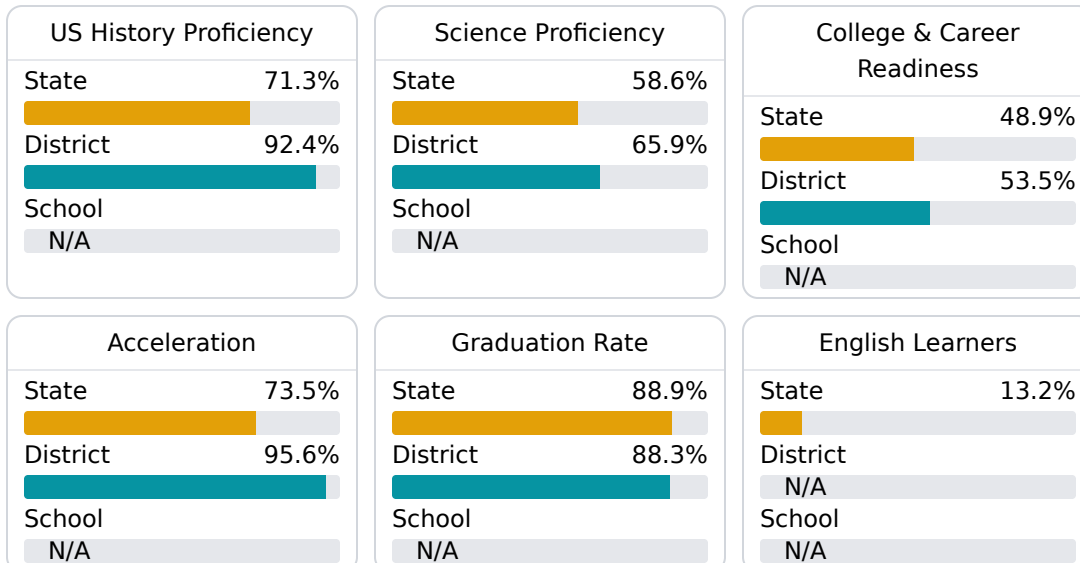 US History Proficiency
State 71.3%
District 92.4%
School
N/A
Science Proficiency
State 58.6%
District 65.9%
School
N/A
College & Career
Readiness
State 48.9%
District 53.5%
School
N/A
Acceleration
State 73.5%
District 95.6%
School
N/A
Graduation Rate
State 88.9%
District 88.3%
School
N/A
English Learners
State 13.2%
District
N/A
School
N/A